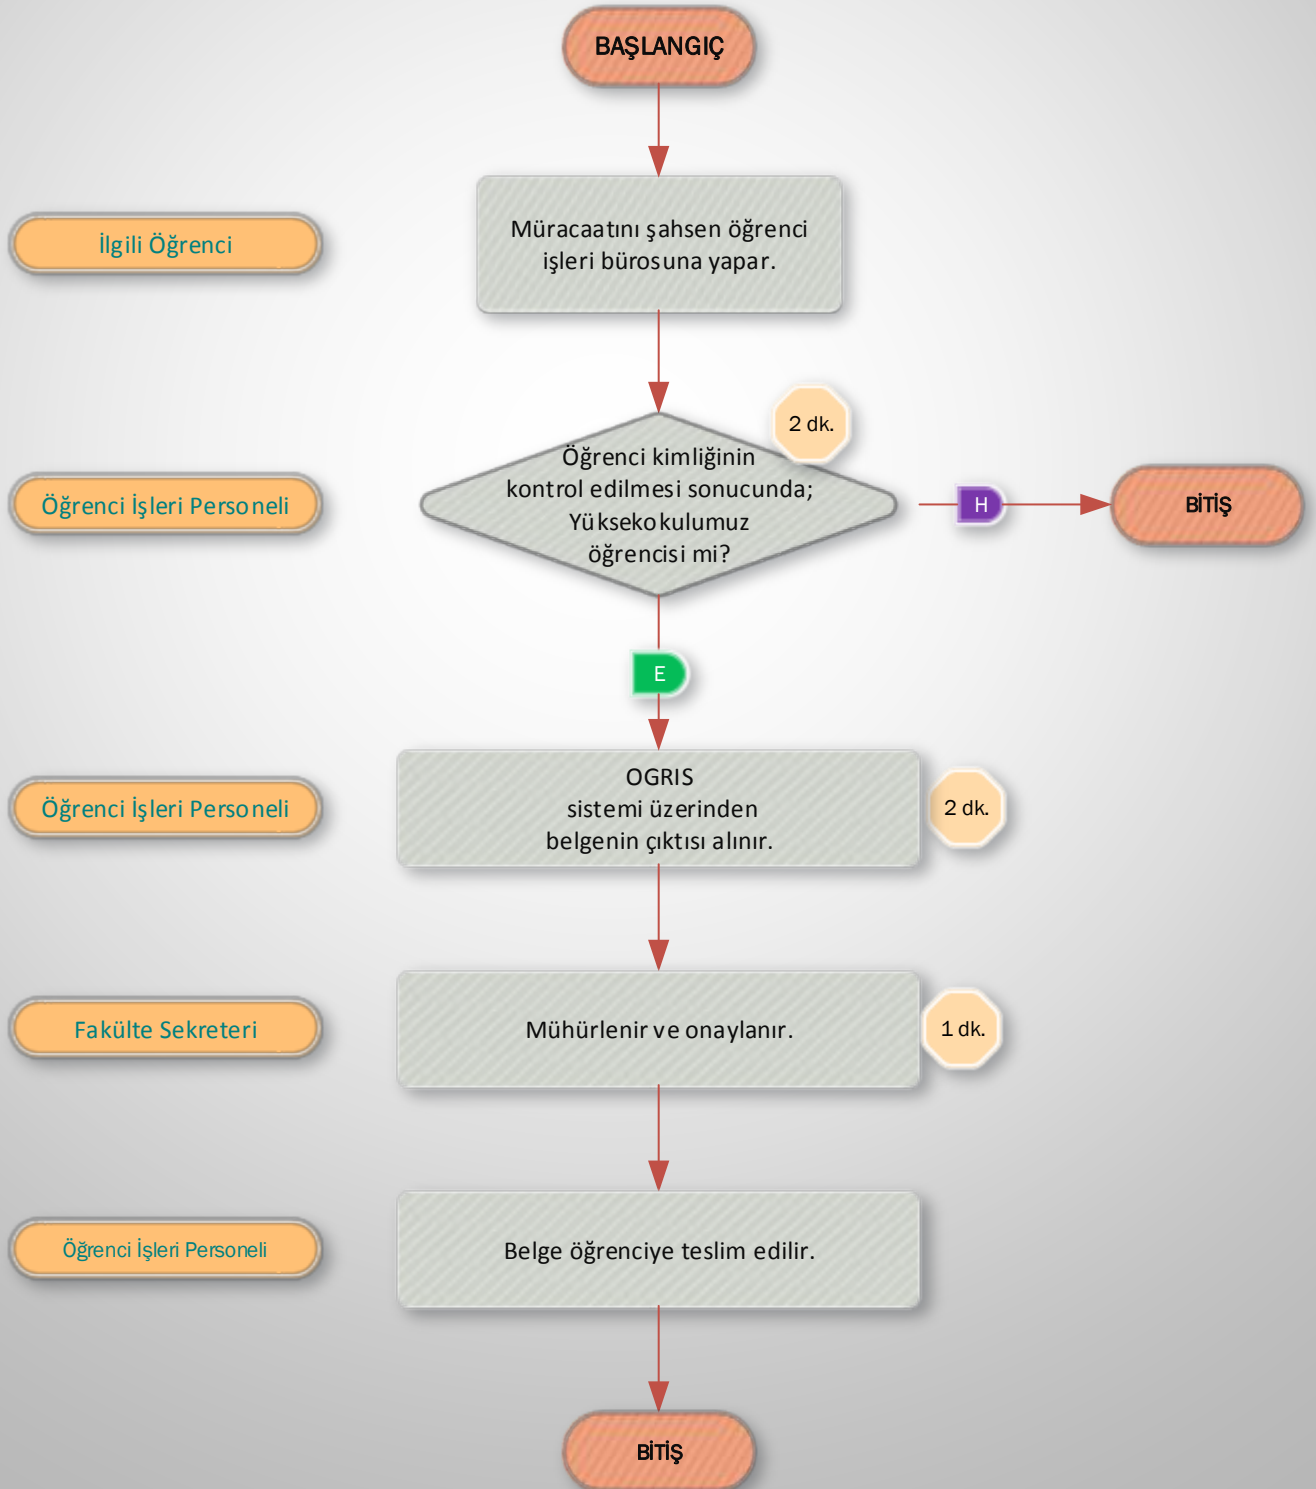 BAŞLANGIÇ
İlgili Öğrenci
Müracaatını şahsen öğrenci
işleri bürosuna yapar.
2 dk.
Öğrenci İşleri Personeli
Öğrenci kimliğinin
kontrol edilmesi sonucunda;
Yüksekokulumuz
öğrencisi mi?
H
BİTİŞ
E
Öğrenci İşleri Personeli
OGRIS
sistemi üzerinden
belgenin çıktısı alınır.
2 dk.
Fakülte Sekreteri
Mühürlenir ve onaylanır.
1 dk.
Öğrenci İşleri Personeli
Belge öğrenciye teslim edilir.
BİTİŞ